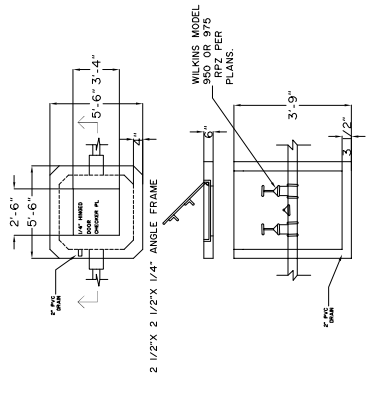 2'-6"
5'-6"
5'-6"
3'-4"
4"
1/4" HINGED
DOOR
CHECKER PL
2" PVC
DRAIN
2 1/2"X 2 1/2"X 1/4" ANGLE FRAME
6"
WILKINS MODEL
950 OR 975
RPZ PER
PLANS.
3'-9"
3 1/2"
2" PVC
DRAIN